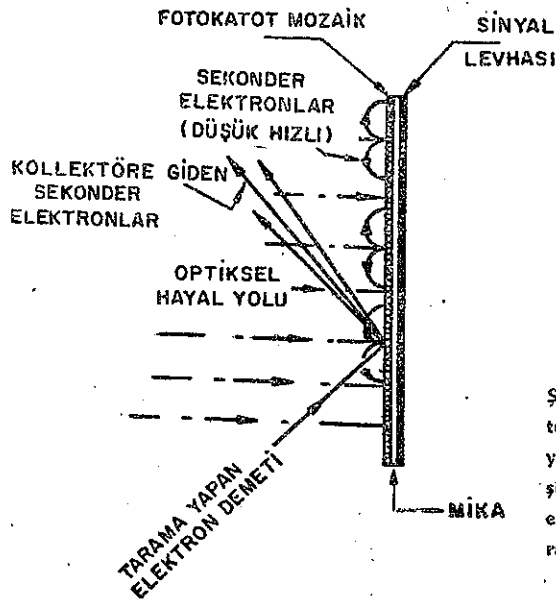 FOTOKATOT MOZAİK
SİNYAL
LEVHASI
SEKONDER
ELEKTRONLAR
(DÜŞÜK HIZLI)
KOLLEKTÖRE GİDEN
SEKONDER
ELEKTRONLAR
OPTİKSEL
HAYAL YOLU
TARAMA YAPAN
ELEKTRON DEMETİ
MİKA